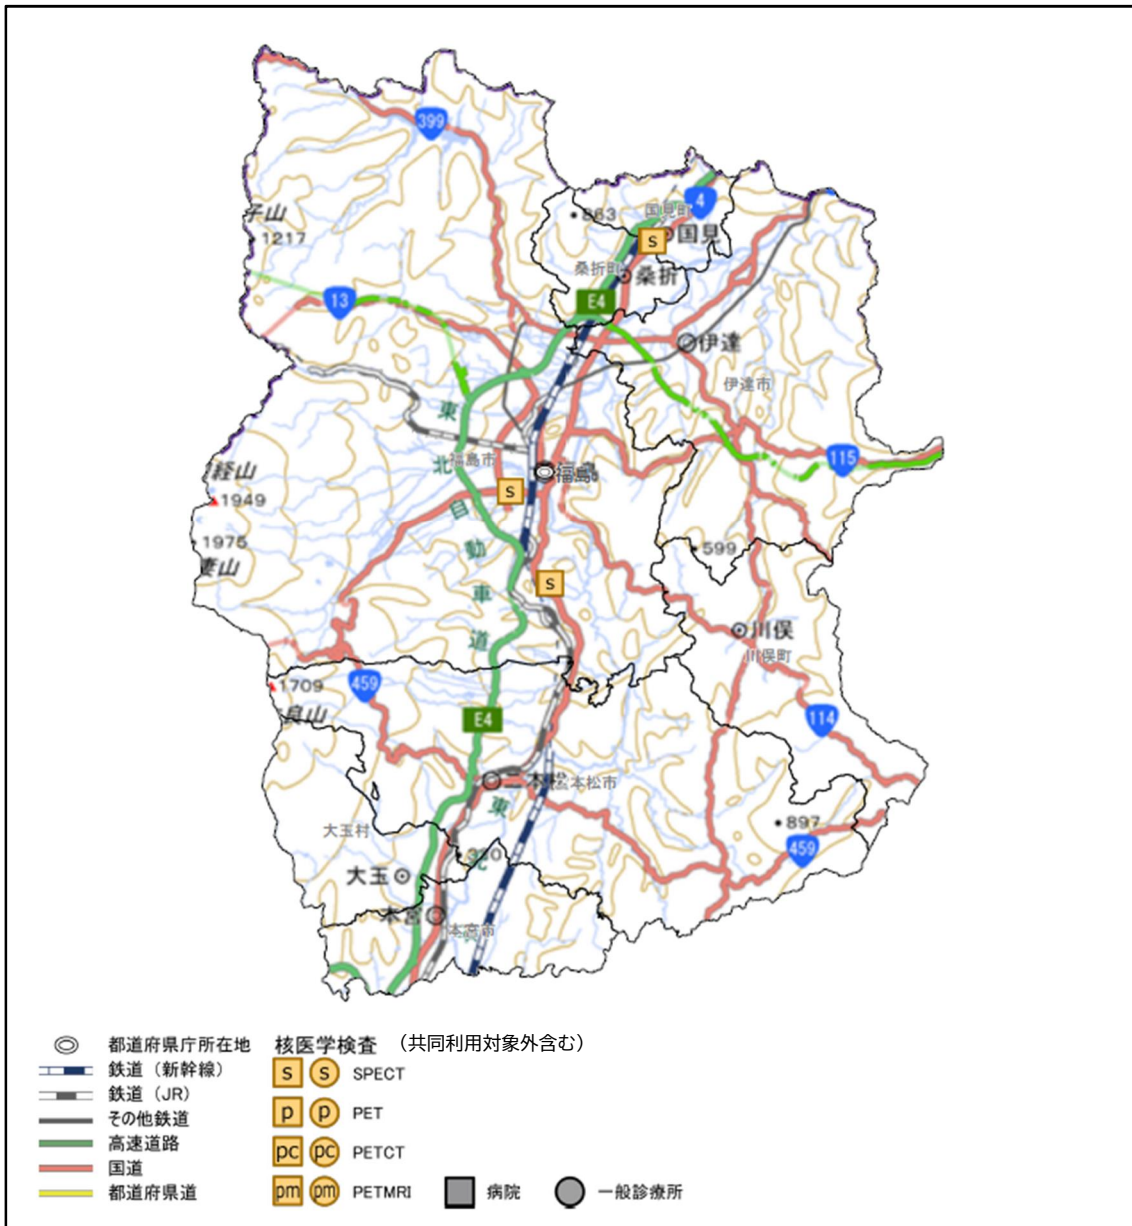 399
4
863
国見町
子山
国見
1217
s
桑折町
桑折
13
E4
伊達
伊達市
東
北
福島市
福島
115
経山
1949
s
自
1975
動
599
s
車
川俣
道
川俣町
459
1709
良山
114
E4
二本松
本松市
東
897
大玉村
459
北
大玉
本宮
本宮市
都道府県庁所在地
鉄道（新幹線）
鉄道（JR）
その他鉄道
高速道路
国道
都道府県道
核医学検査 （共同利用対象外含む）
s s SPECT
p p PET
pc pc PETCT
pm pm PETMRI
病院
一般診療所